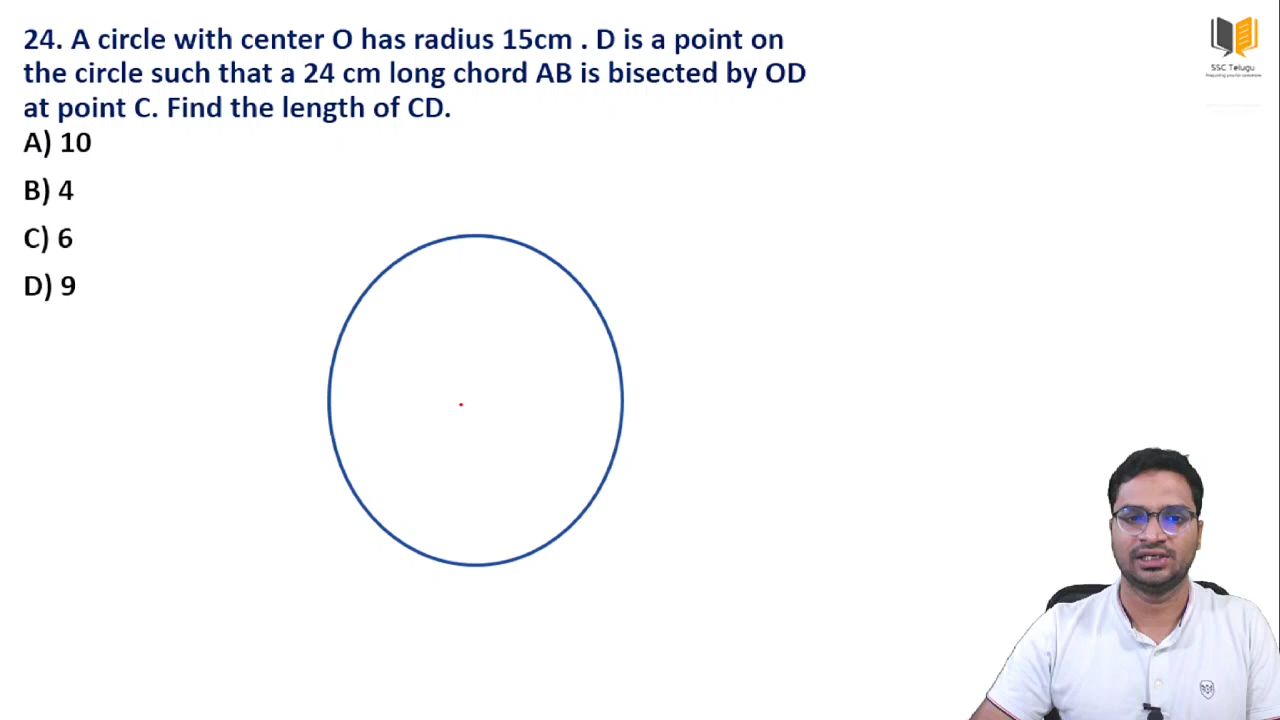 24. A circle with center O has radius 15cm . D is a point on
the circle such that a 24 cm long chord AB is bisected by OD
at point C. Find the length of CD.
A) 10
B) 4
C) 6
D) 9
SSC Telugu